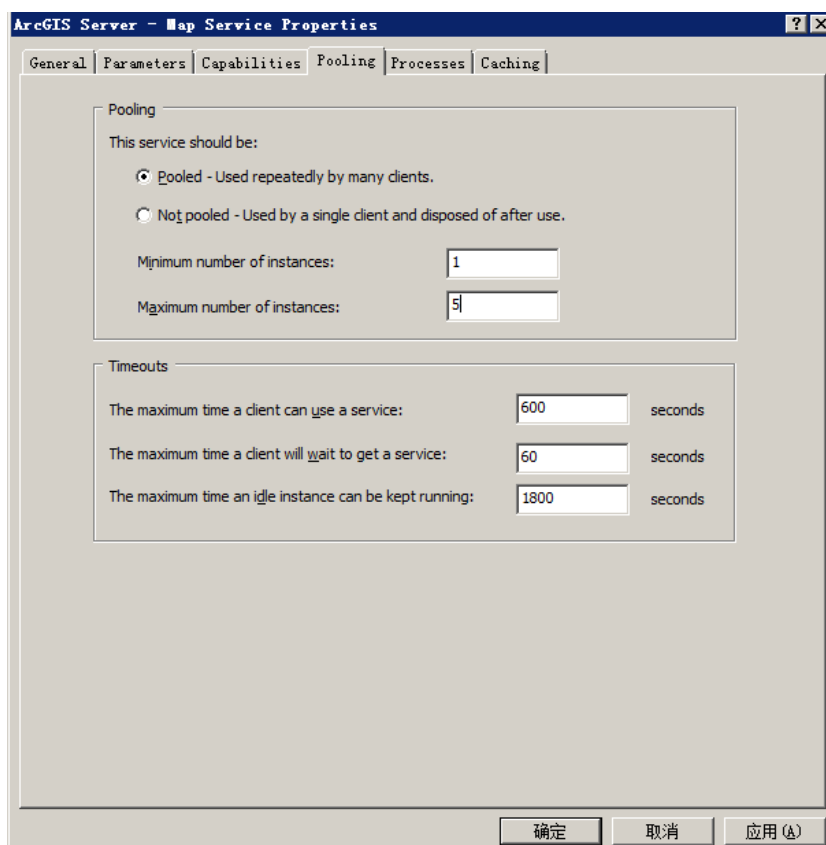 ArcGIS Server - Map Service Properties
General Parameters Capabilities Pooling Processes Caching
Pooling
This service should be:
Pooled - Used repeatedly by many clients.
Not pooled - Used by a single client and disposed of after use.
Minimum number of instances: 1
Maximum number of instances: 5
Timeouts
The maximum time a client can use a service: 600 seconds
The maximum time a client will wait to get a service: 60 seconds
The maximum time an idle instance can be kept running: 1800 seconds
确定 取消 应用(A)